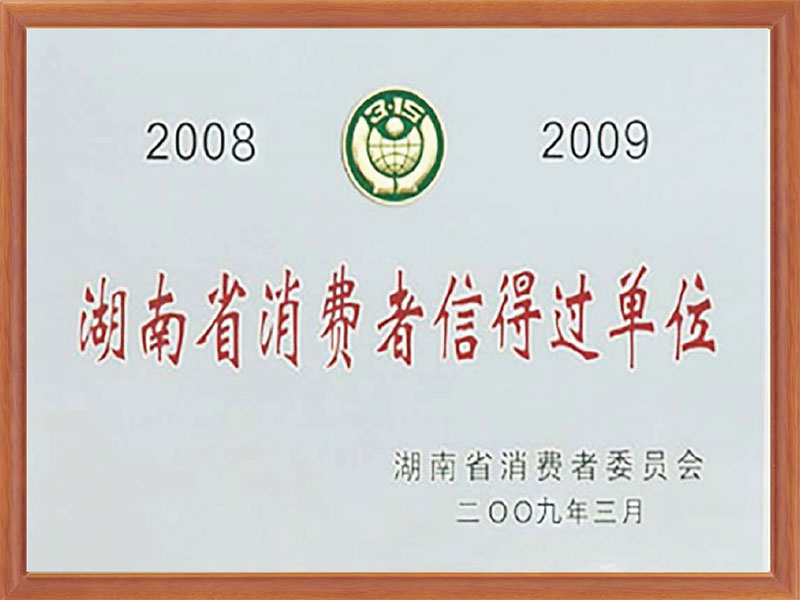 2008 3·15 2009
湖南省消费者信得过单位
湖南省消费者委员会
二〇〇九年三月